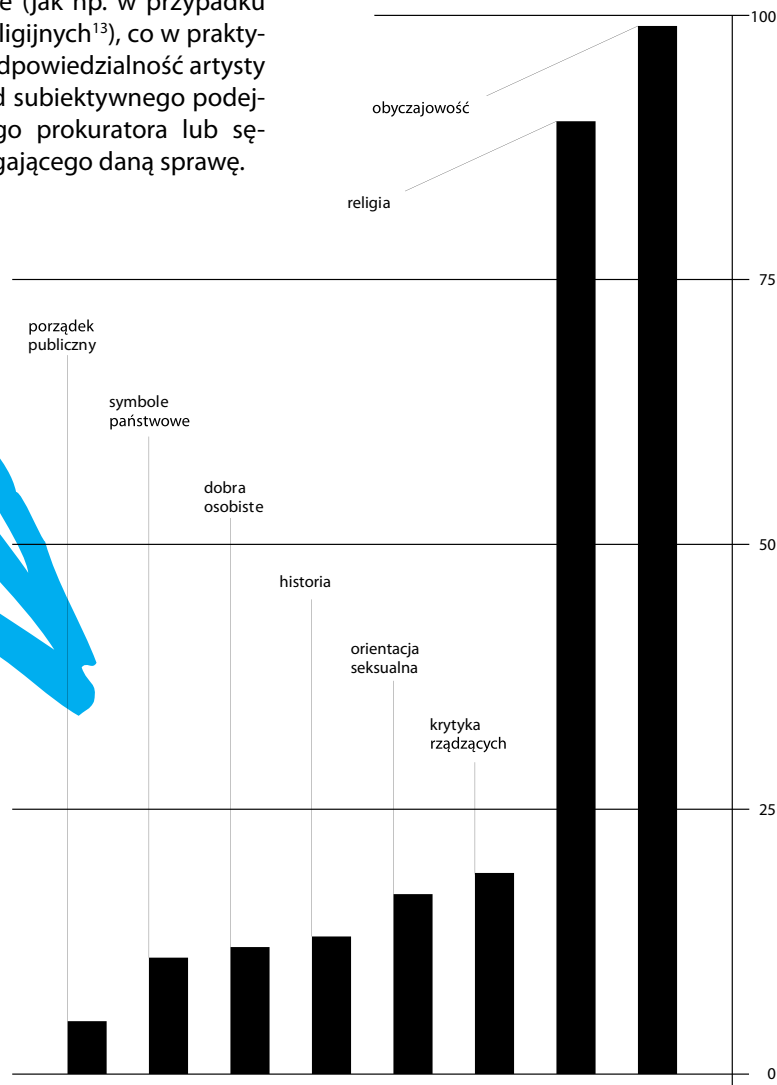 e (jak np. w przypadku
ligijnych¹³), co w prakty-
dpowiedzialność artysty
d subiektywnego podej-
go prokuratora lub sę-
gającego daną sprawę.
100
obyczajowość
religia
75
porządek
publiczny
symbole
państwowe
dobra
osobiste
50
historia
orientacja
seksualna
krytyka
rządzących
25
0